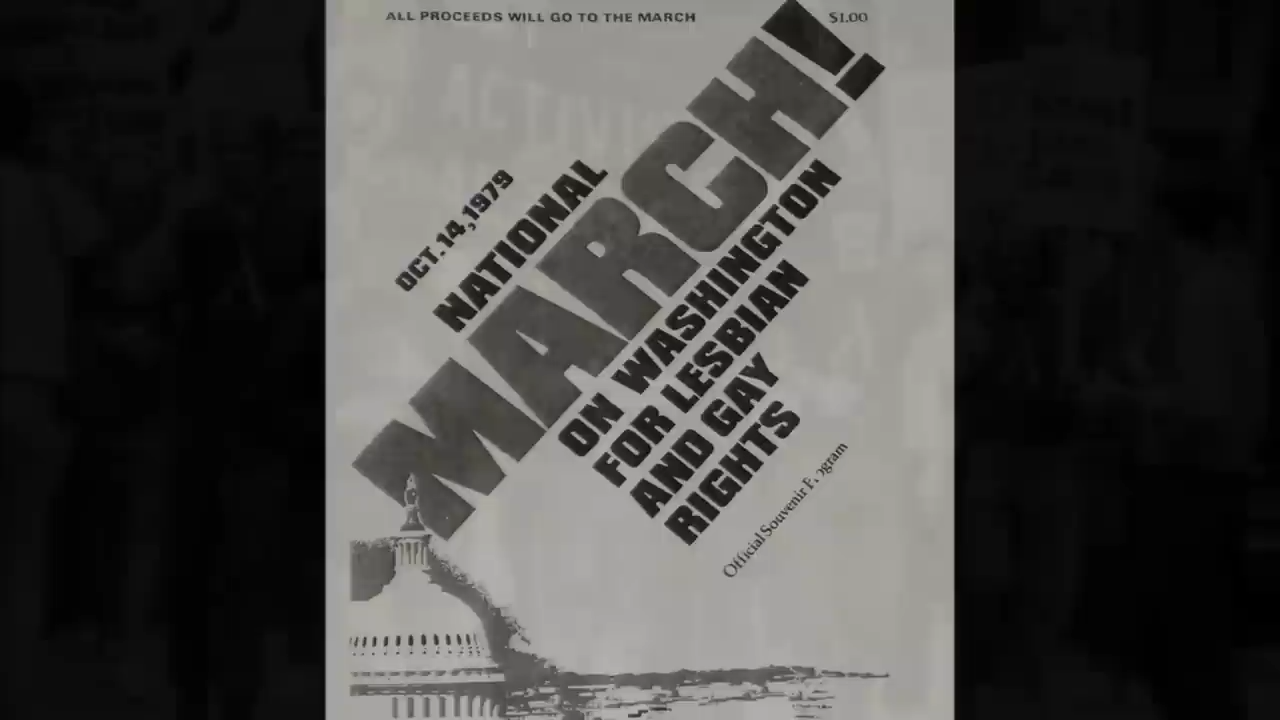 ALL PROCEEDS WILL GO TO THE MARCH
$1.00
OCT. 14, 1979
NATIONAL
MARCH!
ON WASHINGTON
FOR LESBIAN
AND GAY
RIGHTS
Official Souvenir Program